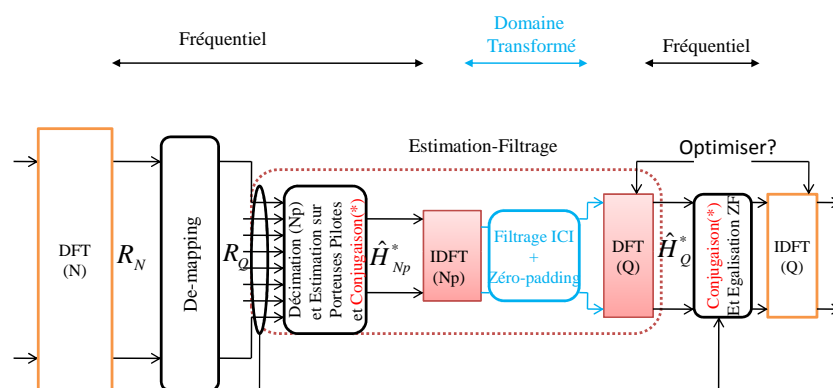 Domaine
Transformé
Fréquentiel
Fréquentiel
Estimation-Filtrage
Optimiser?
DFT
(N)
R_N
De-mapping
R_Q
Décimation (Np)
et Estimation sur
Porteuses Pilotes
et Conjugaison(*)
Ĥ*_Np
IDFT
(Np)
Filtrage ICI
+
Zéro-padding
DFT
(Q)
Ĥ*_Q
Conjugaison(*)
Et Egalisation ZF
IDFT
(Q)